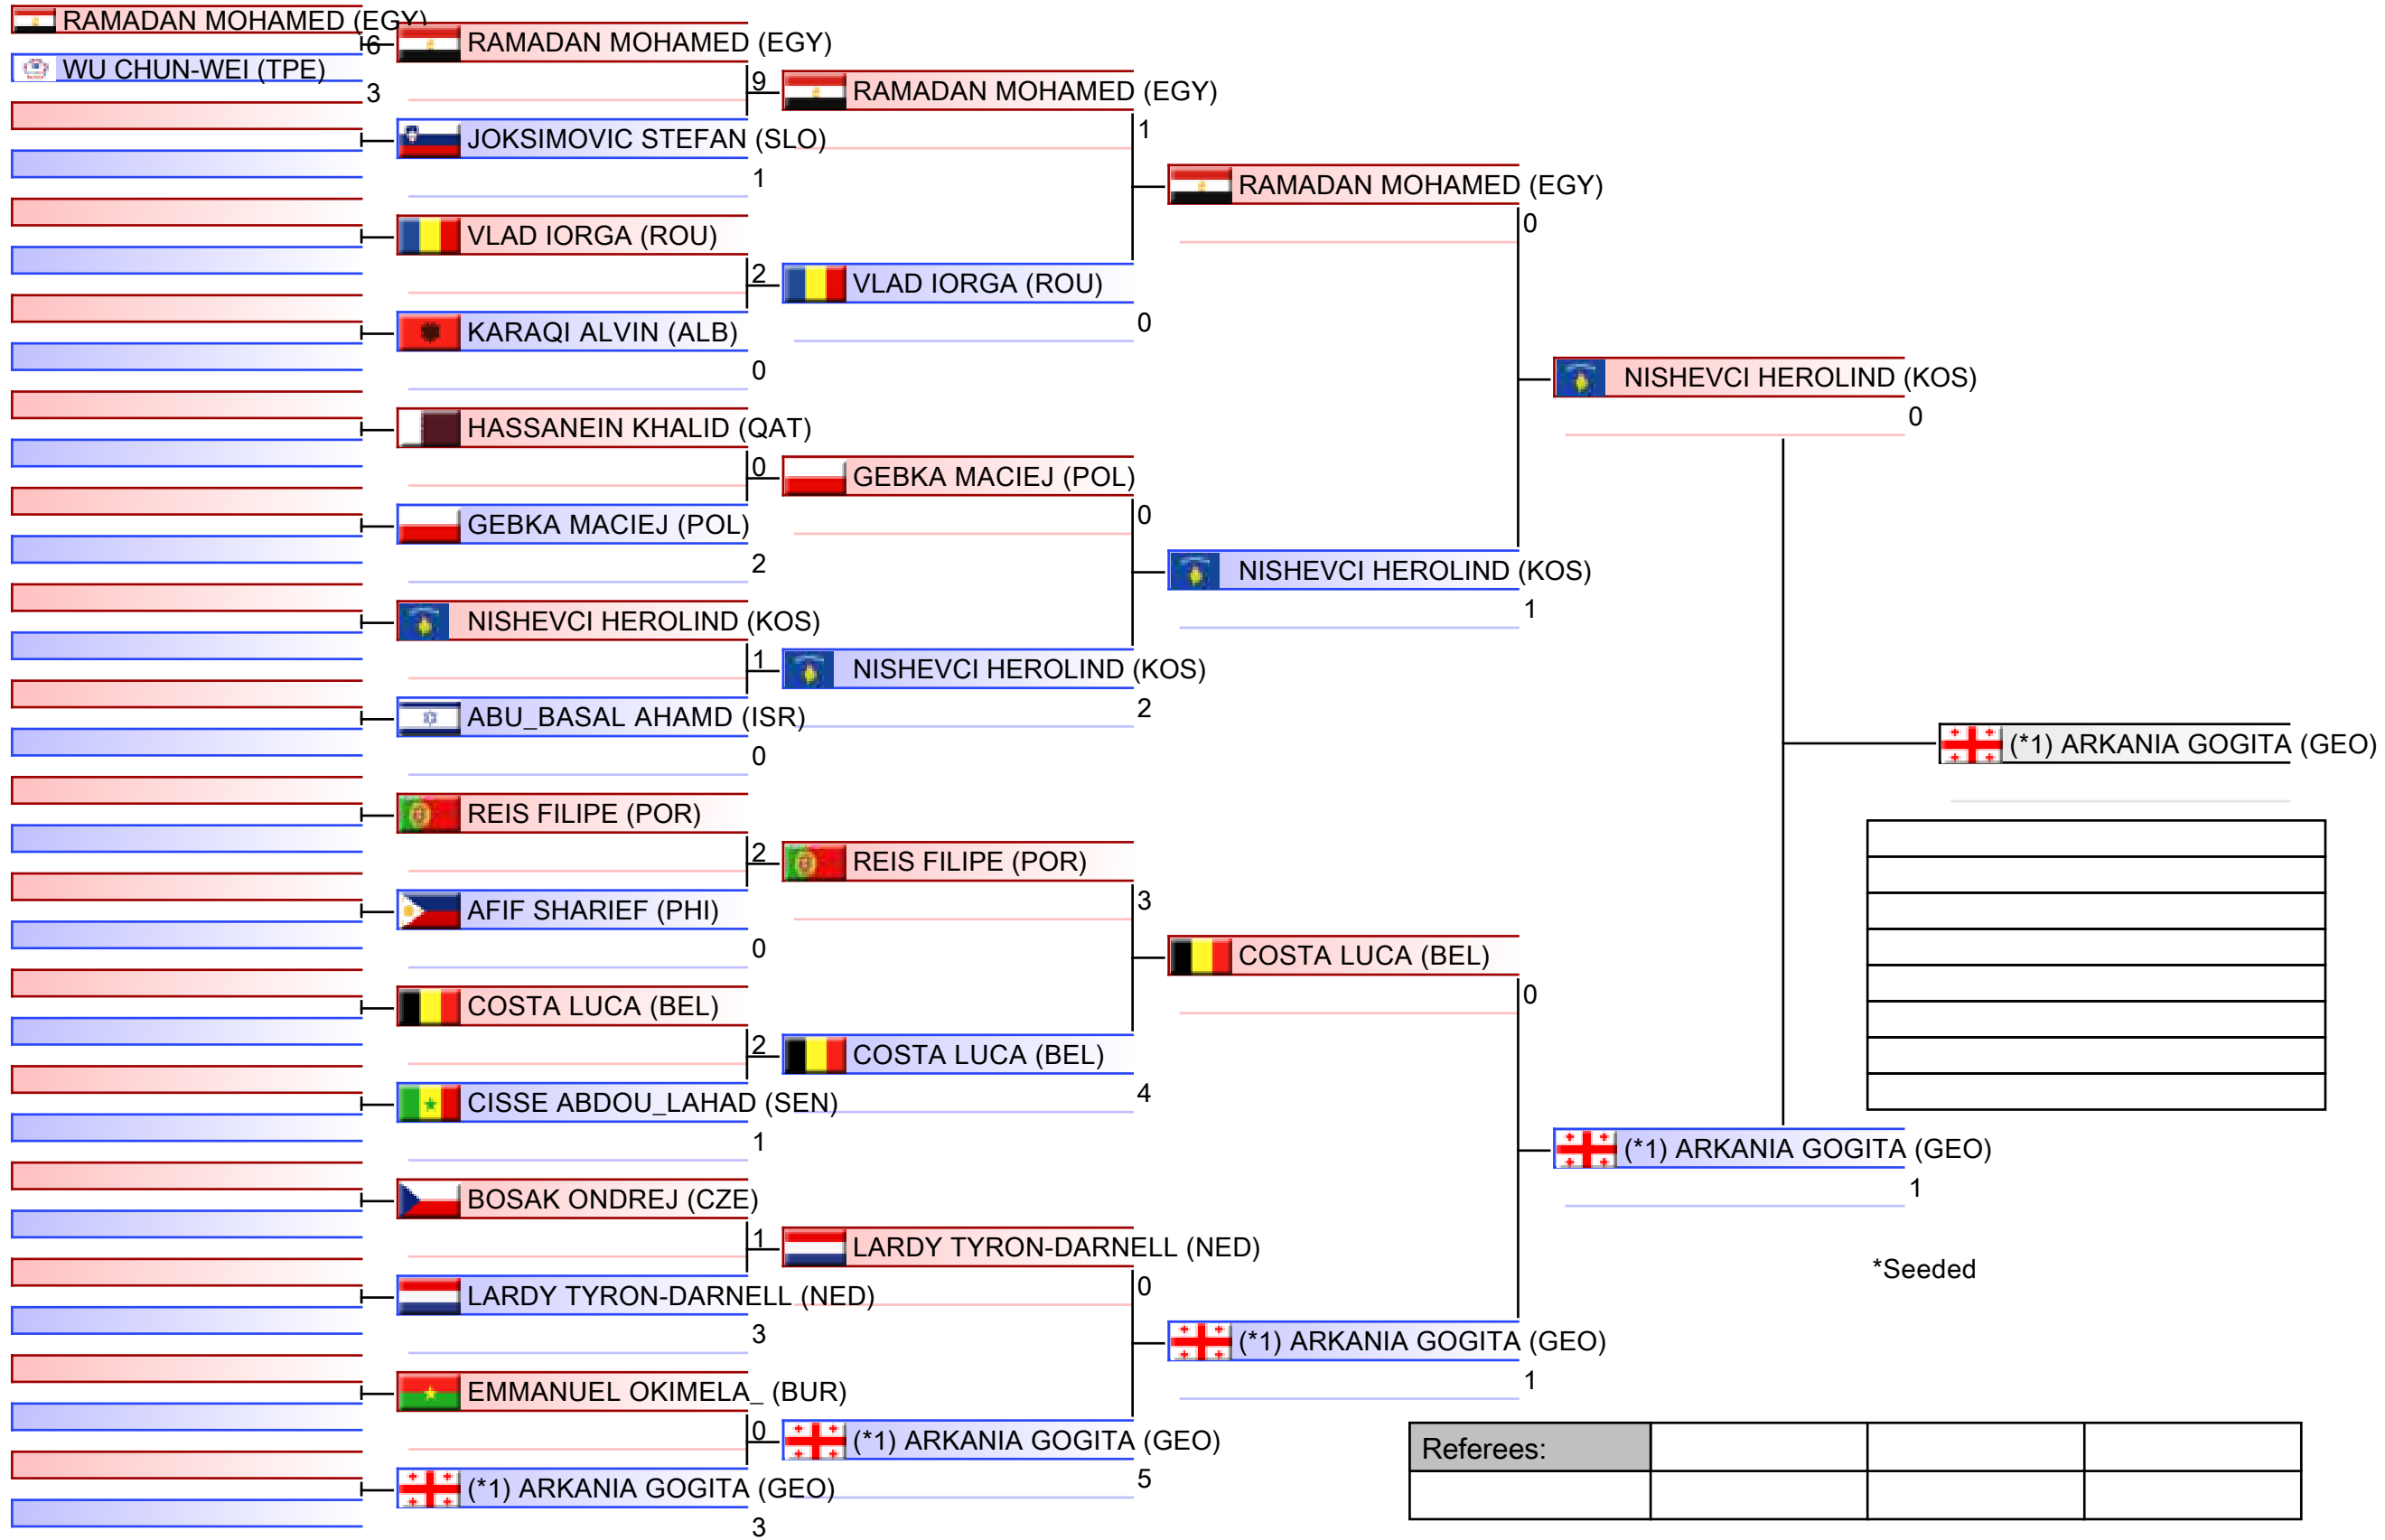 RAMADAN MOHAMED (EGY)
6
WU CHUN-WEI (TPE)
3
RAMADAN MOHAMED (EGY)
9
JOKSIMOVIC STEFAN (SLO)
1
VLAD IORGA (ROU)
2
KARAQI ALVIN (ALB)
0
HASSANEIN KHALID (QAT)
0
GEBKA MACIEJ (POL)
2
NISHEVCI HEROLIND (KOS)
1
ABU_BASAL AHAMD (ISR)
0
REIS FILIPE (POR)
2
AFIF SHARIEF (PHI)
0
COSTA LUCA (BEL)
2
CISSE ABDOU_LAHAD (SEN)
1
BOSAK ONDREJ (CZE)
1
LARDY TYRON-DARNELL (NED)
3
EMMANUEL OKIMELA_ (BUR)
0
(*1) ARKANIA GOGITA (GEO)
3
RAMADAN MOHAMED (EGY)
1
VLAD IORGA (ROU)
0
GEBKA MACIEJ (POL)
0
NISHEVCI HEROLIND (KOS)
2
REIS FILIPE (POR)
3
COSTA LUCA (BEL)
4
LARDY TYRON-DARNELL (NED)
0
(*1) ARKANIA GOGITA (GEO)
5
RAMADAN MOHAMED (EGY)
0
NISHEVCI HEROLIND (KOS)
1
COSTA LUCA (BEL)
0
(*1) ARKANIA GOGITA (GEO)
1
NISHEVCI HEROLIND (KOS)
0
(*1) ARKANIA GOGITA (GEO)
1
(*1) ARKANIA GOGITA (GEO)
*Seeded
Referees: